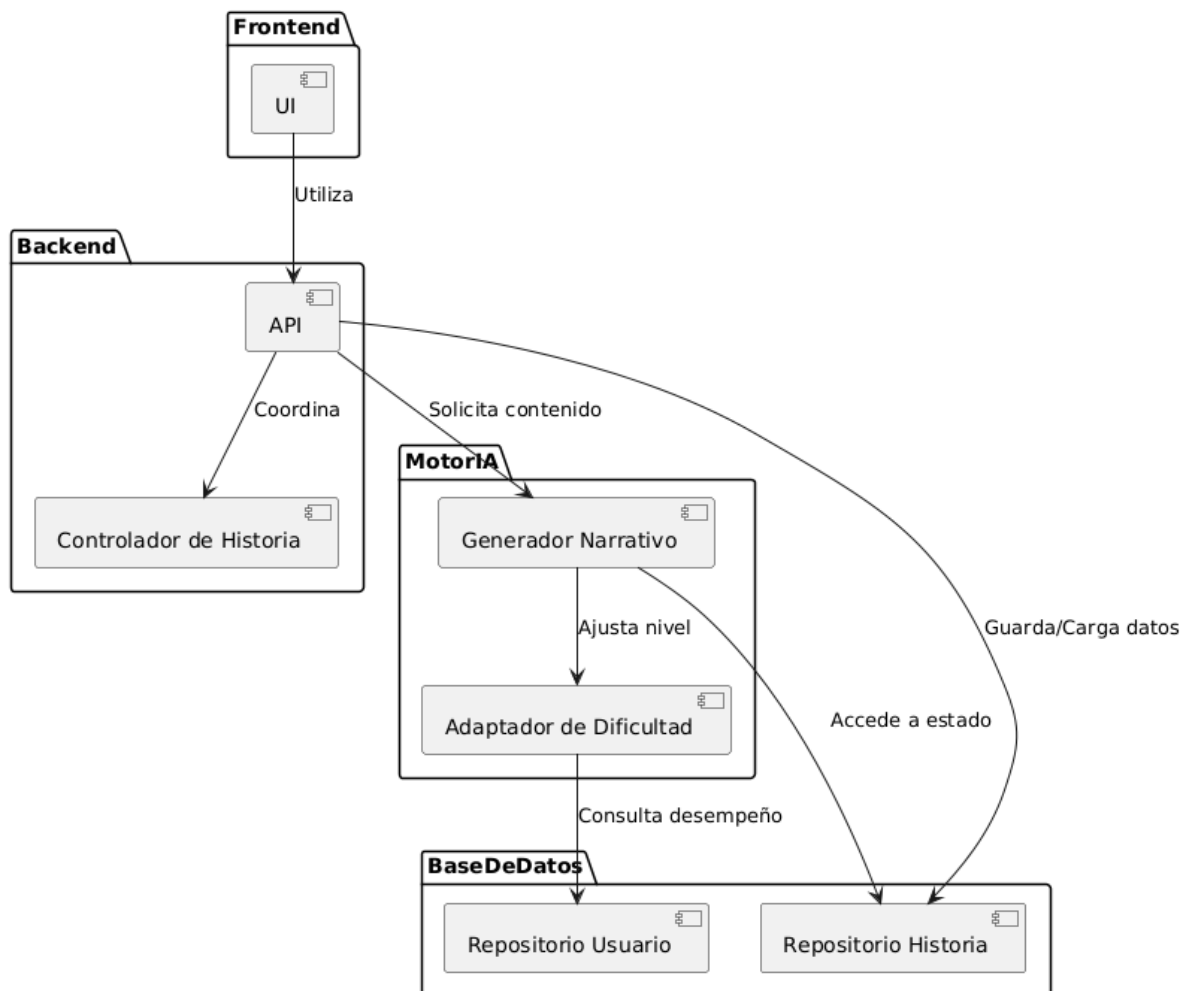 Frontend
UI
Utiliza
Backend
API
Coordina
Solicita contenido
MotorIA
Controlador de Historia
Generador Narrativo
Ajusta nivel
Guarda/Carga datos
Accede a estado
Adaptador de Dificultad
Consulta desempeño
BaseDeDatos
Repositorio Usuario
Repositorio Historia